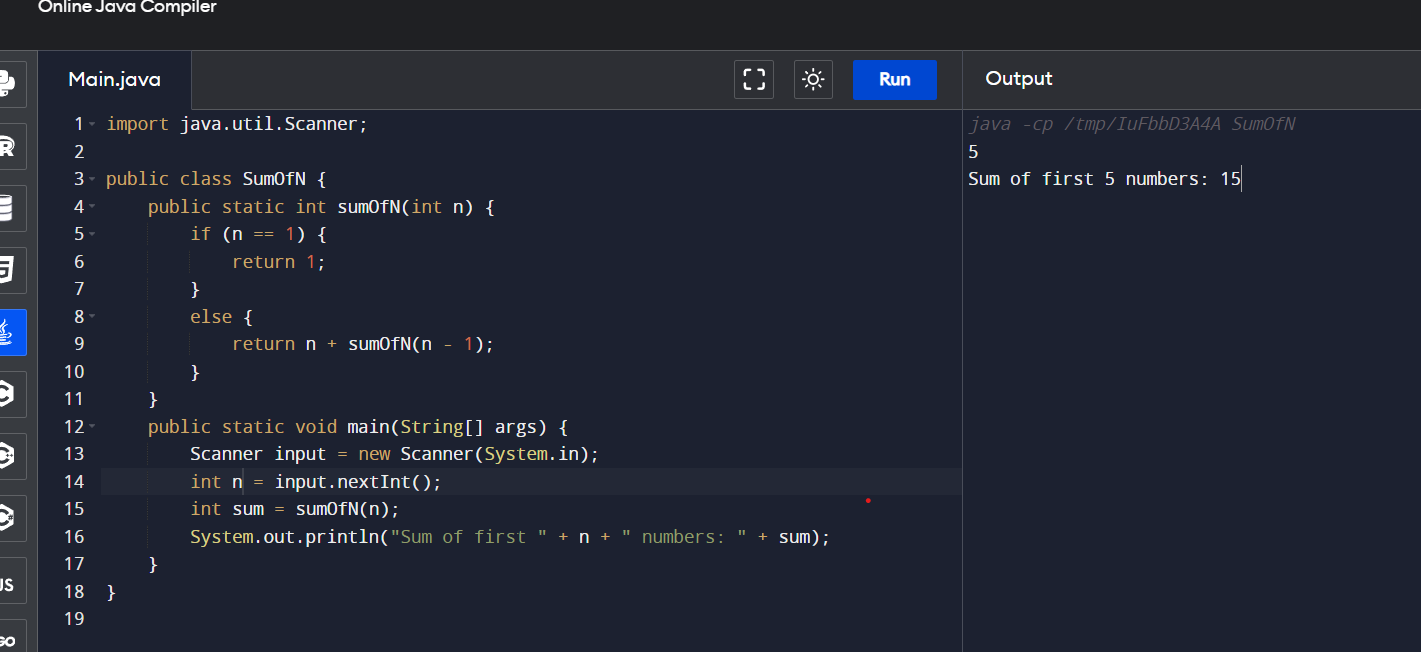 Online Java Compiler
Main.java
Run
Output
1 import java.util.Scanner;
2
3 public class SumOfN {
4     public static int sumOfN(int n) {
5         if (n == 1) {
6             return 1;
7         }
8         else {
9             return n + sumOfN(n - 1);
10         }
11     }
12     public static void main(String[] args) {
13         Scanner input = new Scanner(System.in);
14         int n = input.nextInt();
15         int sum = sumOfN(n);
16         System.out.println("Sum of first " + n + " numbers: " + sum);
17     }
18 }
19
java -cp /tmp/IuFbbD3A4A SumOfN
5
Sum of first 5 numbers: 15
R
5
C
C
C
JS
GO